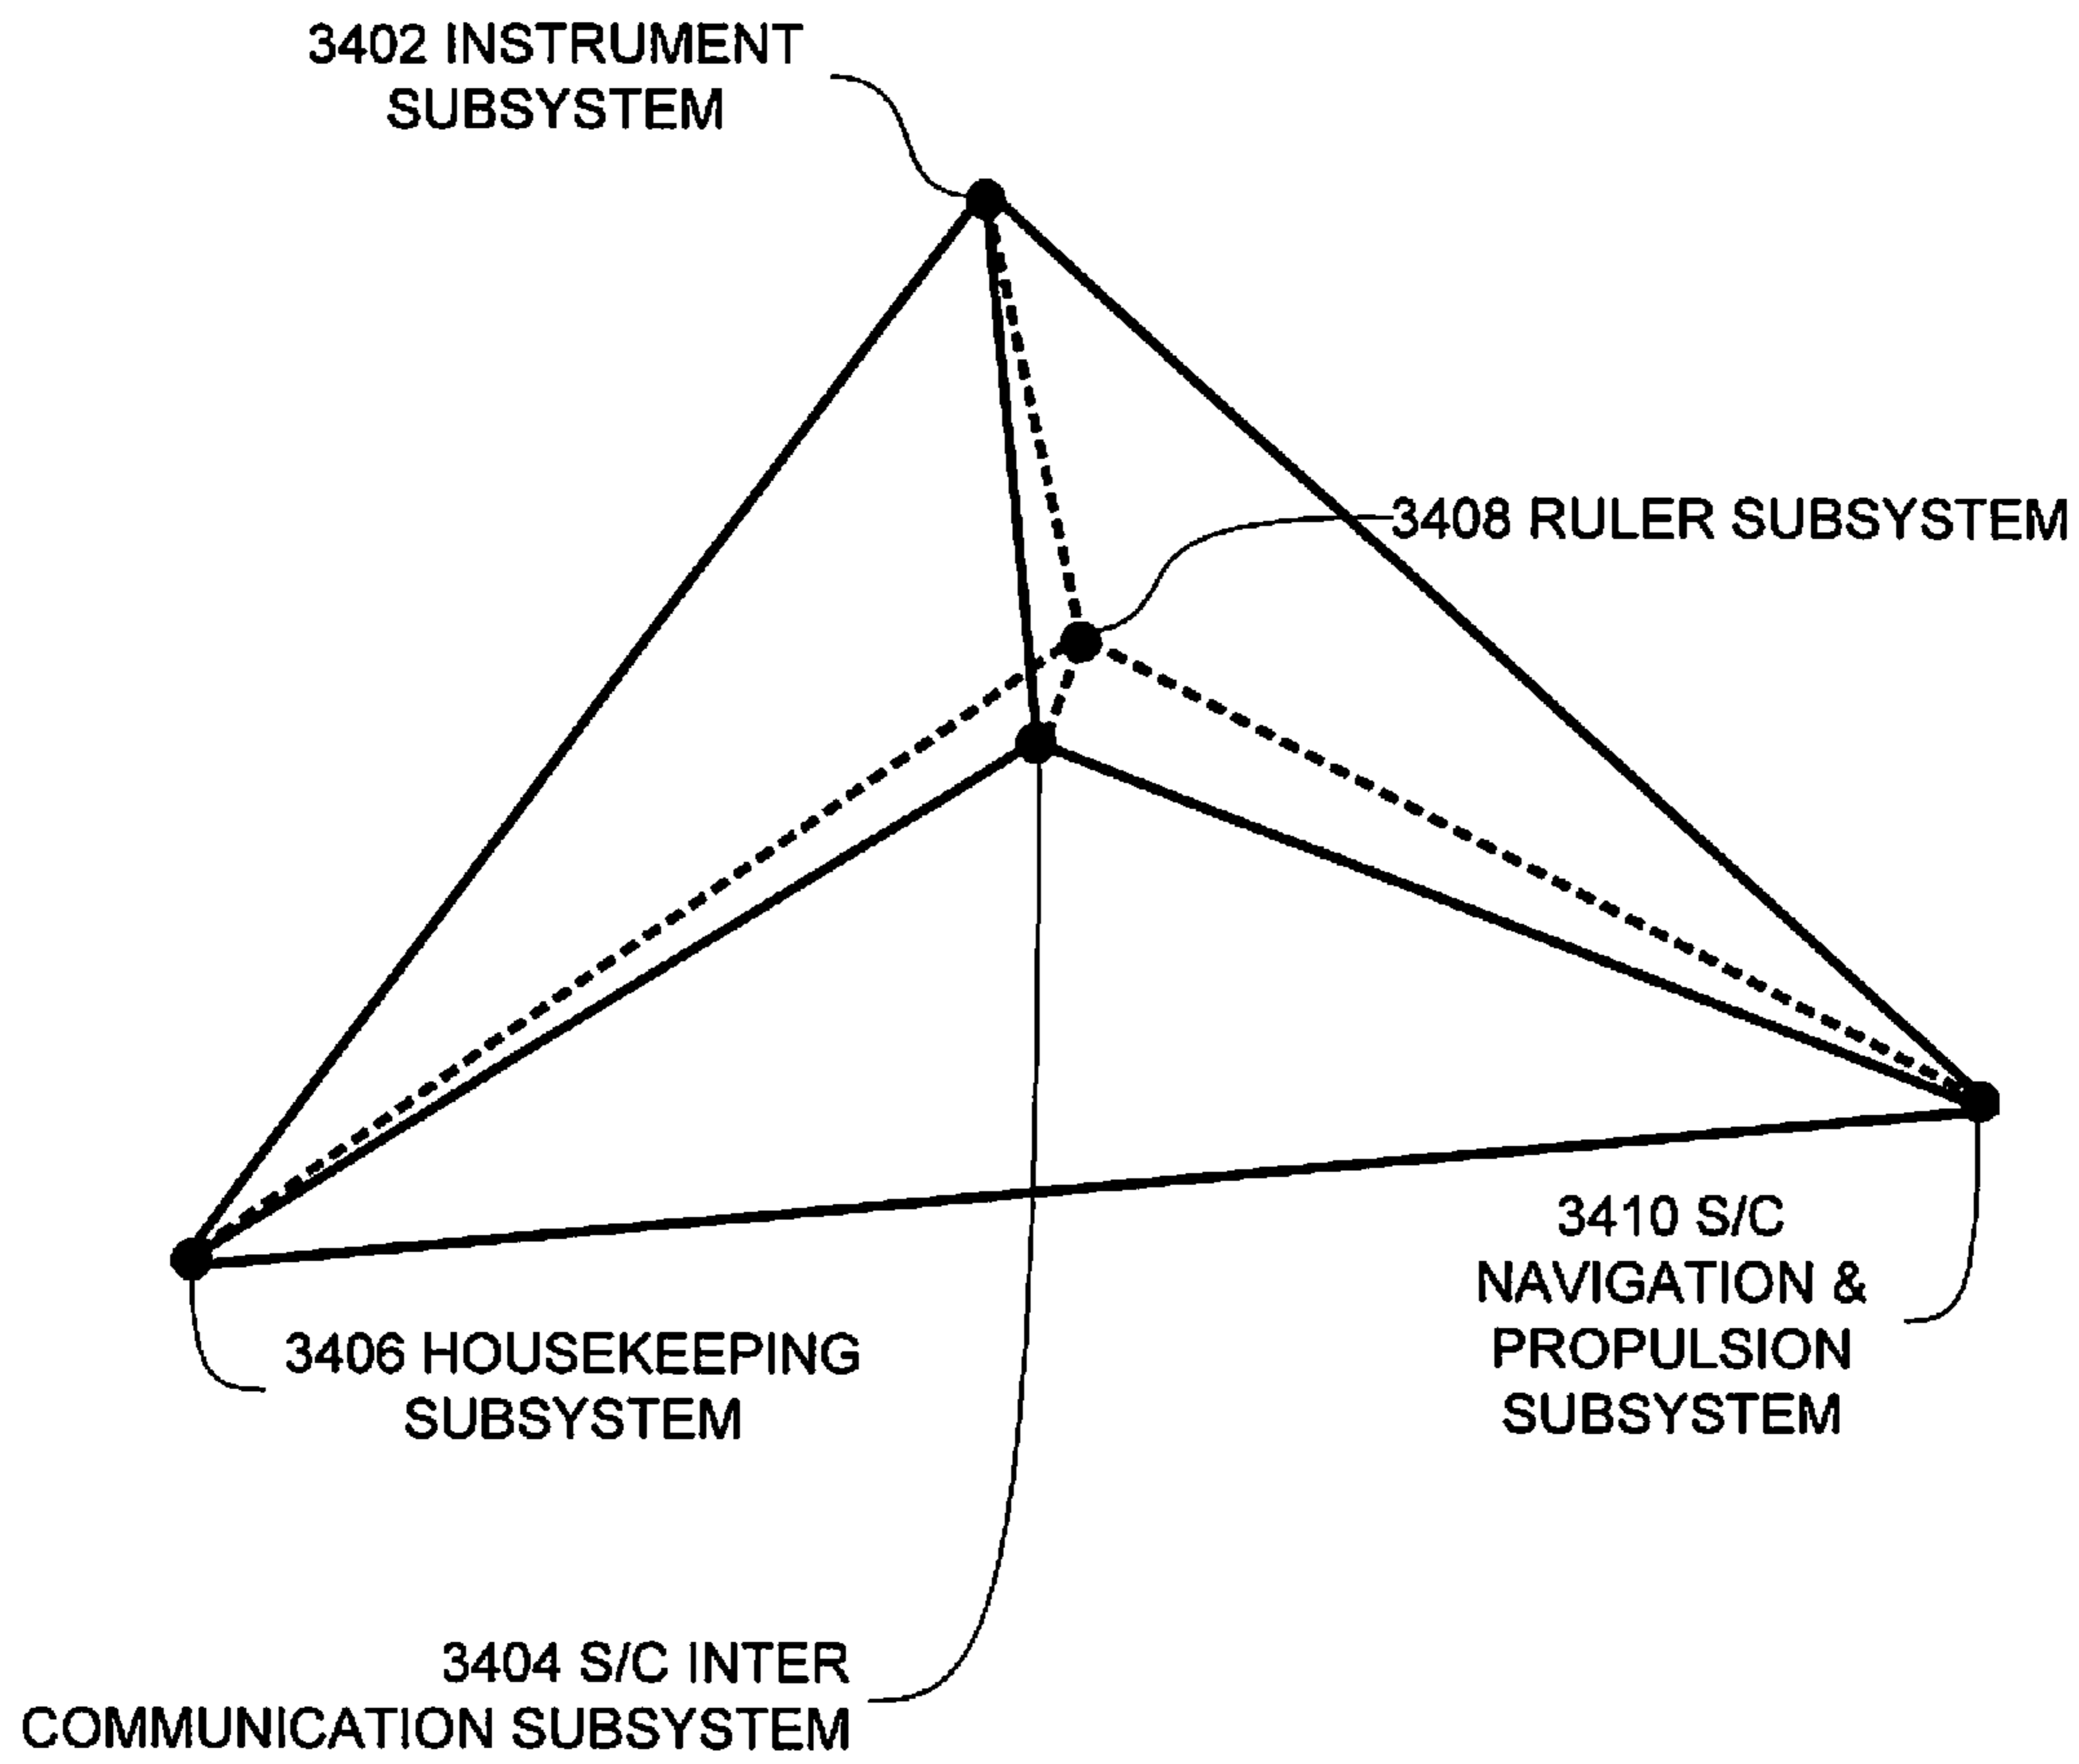 3402 INSTRUMENT
SUBSYSTEM
3408 RULER SUBSYSTEM
3410 S/C
NAVIGATION &
PROPULSION
SUBSYSTEM
3406 HOUSEKEEPING
SUBSYSTEM
3404 S/C INTER
COMMUNICATION SUBSYSTEM